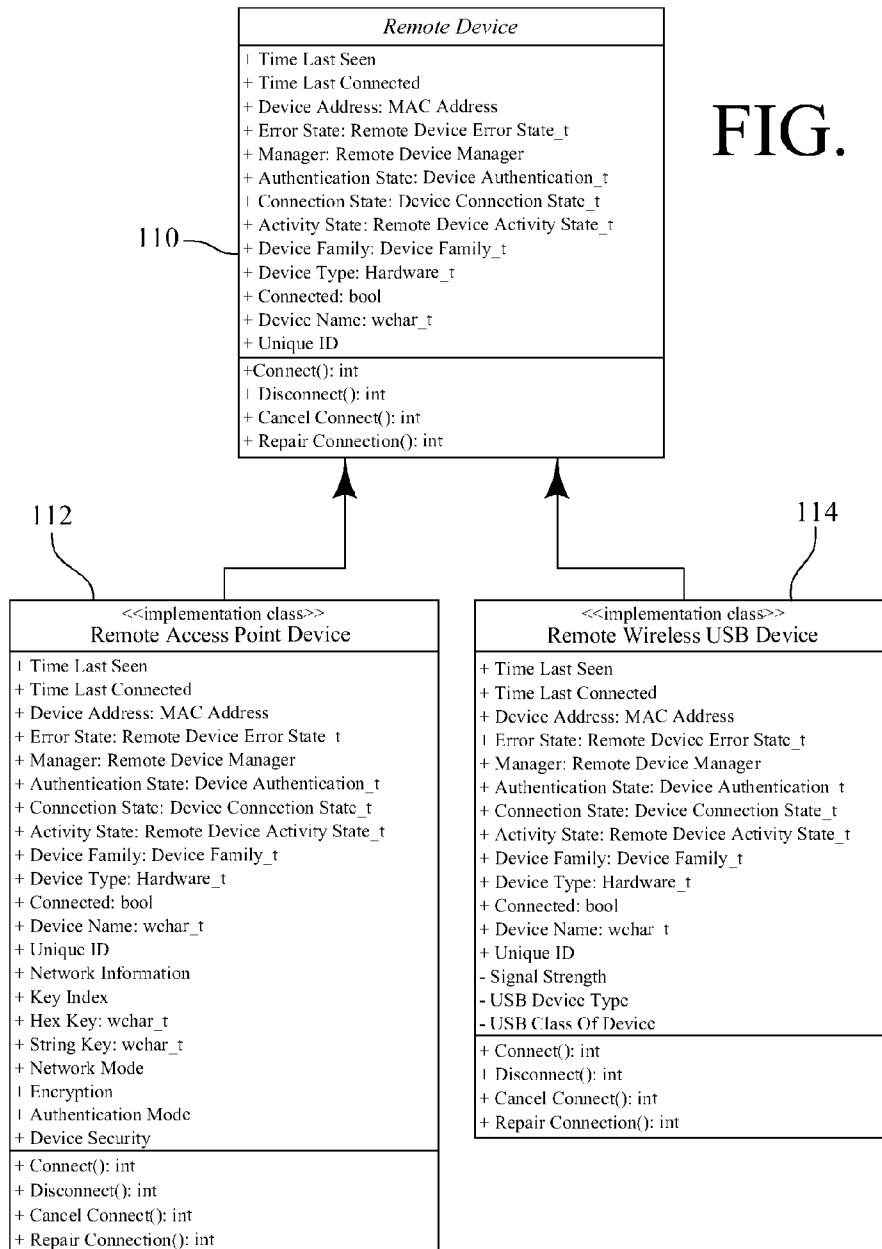 Remote Device
+ Time Last Seen
+ Time Last Connected
+ Device Address: MAC Address
+ Error State: Remote Device Error State_t
+ Manager: Remote Device Manager
+ Authentication State: Device Authentication_t
+ Connection State: Device Connection State_t
+ Activity State: Remote Device Activity State_t
+ Device Family: Device Family_t
+ Device Type: Hardware_t
+ Connected: bool
+ Device Name: wchar_t
+ Unique ID
+Connect(): int
+ Disconnect(): int
+ Cancel Connect(): int
+ Repair Connection(): int
110
FIG.
112
<<implementation class>>
Remote Access Point Device
+ Time Last Seen
+ Time Last Connected
+ Device Address: MAC Address
+ Error State: Remote Device Error State_t
+ Manager: Remote Device Manager
+ Authentication State: Device Authentication_t
+ Connection State: Device Connection State_t
+ Activity State: Remote Device Activity State_t
+ Device Family: Device Family_t
+ Device Type: Hardware_t
+ Connected: bool
+ Device Name: wchar_t
+ Unique ID
+ Network Information
+ Key Index
+ Hex Key: wchar_t
+ String Key: wchar_t
+ Network Mode
+ Encryption
+ Authentication Mode
+ Device Security
+ Connect(): int
+ Disconnect(): int
+ Cancel Connect(): int
+ Repair Connection(): int
114
<<implementation class>>
Remote Wireless USB Device
+ Time Last Seen
+ Time Last Connected
+ Device Address: MAC Address
+ Error State: Remote Device Error State_t
+ Manager: Remote Device Manager
+ Authentication State: Device Authentication_t
+ Connection State: Device Connection State_t
+ Activity State: Remote Device Activity State_t
+ Device Family: Device Family_t
+ Device Type: Hardware_t
+ Connected: bool
+ Device Name: wchar_t
+ Unique ID
- Signal Strength
- USB Device Type
- USB Class Of Device
+ Connect(): int
+ Disconnect(): int
+ Cancel Connect(): int
+ Repair Connection(): int